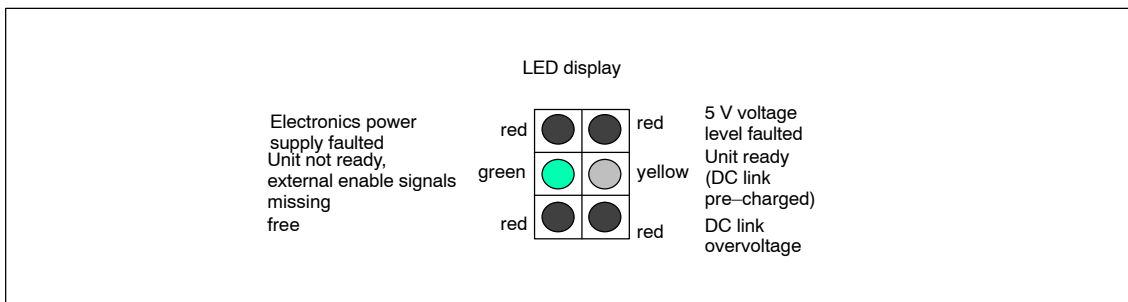 LED display
Electronics power
supply faulted
Unit not ready,
external enable signals
missing
free
red
green
red
red
yellow
red
5 V voltage
level faulted
Unit ready
(DC link
pre–charged)
DC link
overvoltage